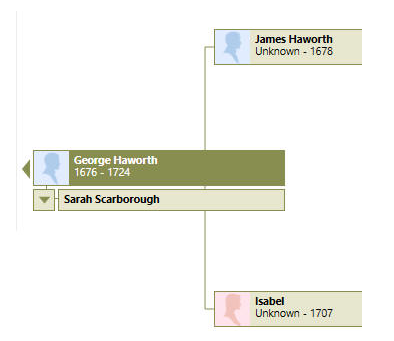 James Haworth
Unknown - 1678
George Haworth
1676 - 1724
Sarah Scarborough
Isabel
Unknown - 1707